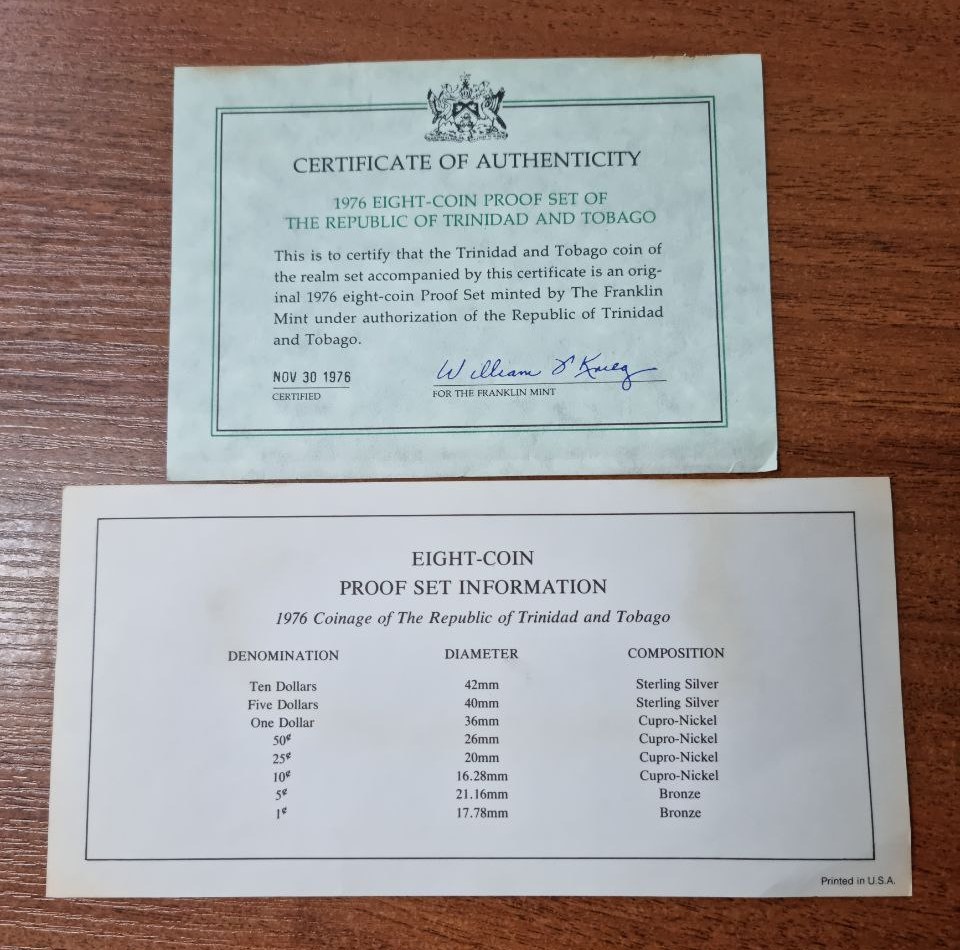 CERTIFICATE OF AUTHENTICITY
1976 EIGHT-COIN PROOF SET OF
THE REPUBLIC OF TRINIDAD AND TOBAGO
This is to certify that the Trinidad and Tobago coin of
the realm set accompanied by this certificate is an orig-
inal 1976 eight-coin Proof Set minted by The Franklin
Mint under authorization of the Republic of Trinidad
and Tobago.
NOV 30 1976
CERTIFIED
William
FOR THE FRANKLIN MINT
EIGHT-COIN
PROOF SET INFORMATION
1976 Coinage of The Republic of Trinidad and Tobago
DENOMINATION DIAMETER COMPOSITION
Ten Dollars 42mm Sterling Silver
Five Dollars 40mm Sterling Silver
One Dollar 36mm Cupro-Nickel
50¢ 26mm Cupro-Nickel
25¢ 20mm Cupro-Nickel
10¢ 16.28mm Cupro-Nickel
5¢ 21.16mm Bronze
1¢ 17.78mm Bronze
Printed in U.S.A.